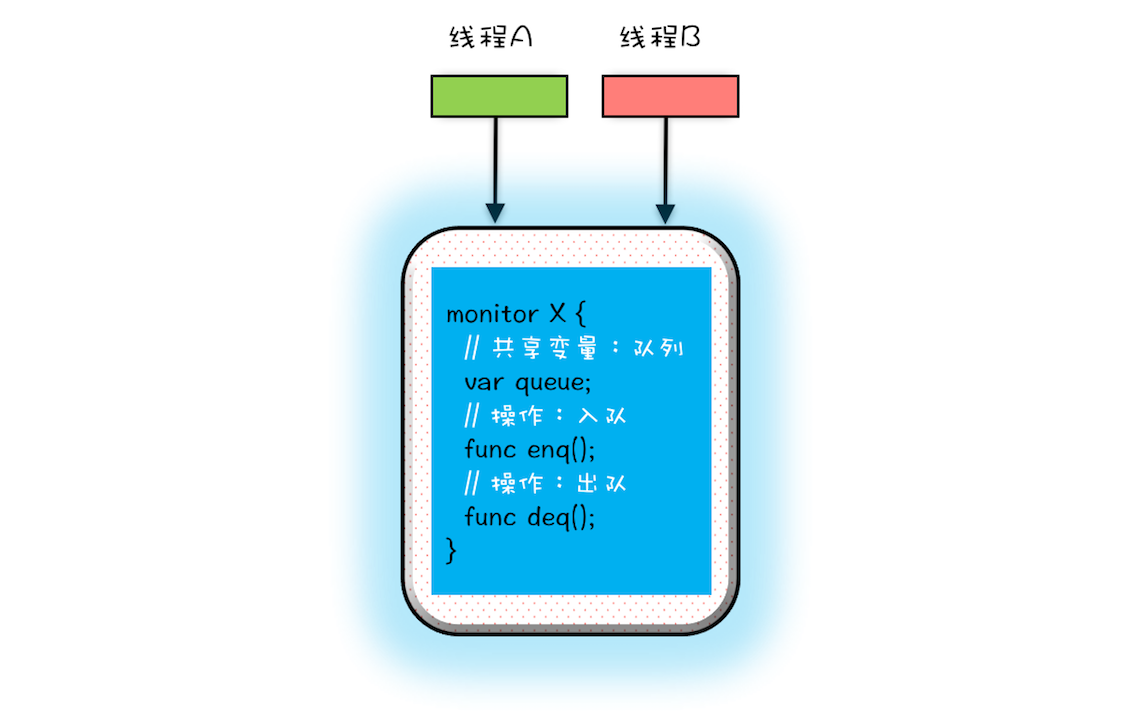 线程A
线程B
monitor X {
// 共享变量：队列
var queue;
// 操作：入队
func enq();
// 操作：出队
func deq();
}